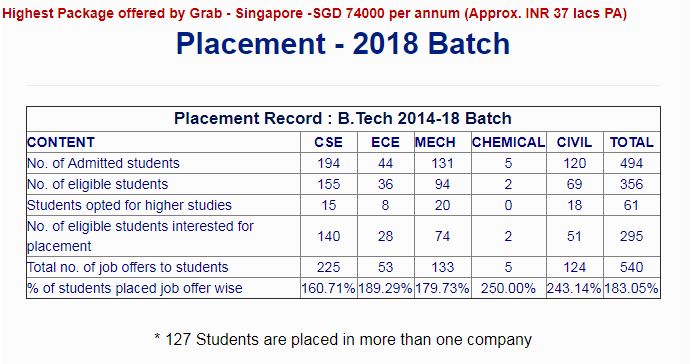 Highest Package offered by Grab - Singapore -SGD 74000 per annum (Approx. INR 37 lacs PA)
Placement - 2018 Batch
Placement Record : B.Tech 2014-18 Batch
CONTENT CSE ECE MECH CHEMICAL CIVIL TOTAL
No. of Admitted students 194 44 131 5 120 494
No. of eligible students 155 36 94 2 69 356
Students opted for higher studies 15 8 20 0 18 61
No. of eligible students interested for
placement 140 28 74 2 51 295
Total no. of job offers to students 225 53 133 5 124 540
% of students placed job offer wise 160.71% 189.29% 179.73% 250.00% 243.14% 183.05%
* 127 Students are placed in more than one company